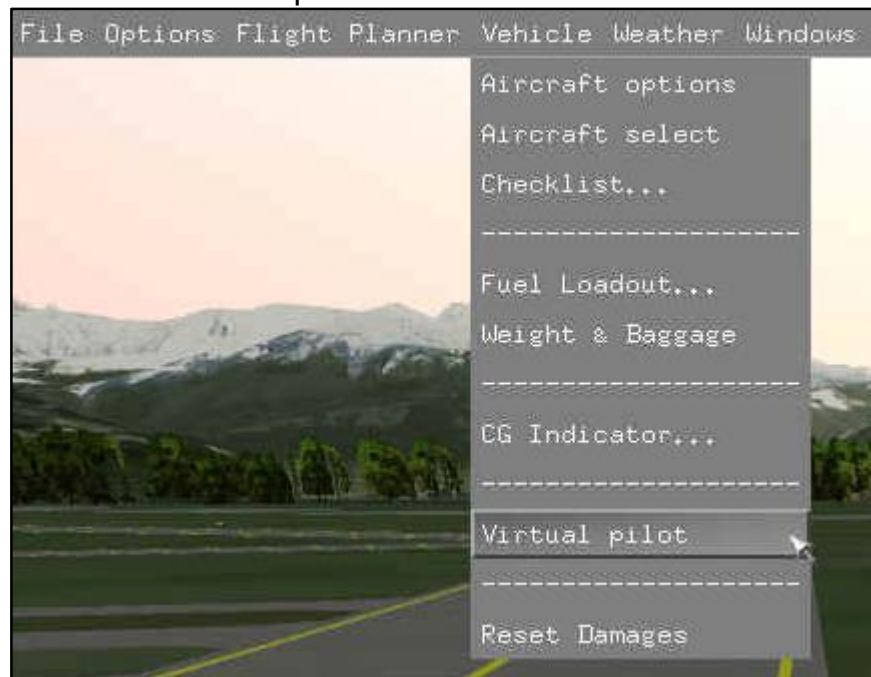 File Options Flight Planner Vehicle Weather Windows
Aircraft options
Aircraft select
Checklist...
--------------------
Fuel Loadout...
Weight & Baggage
--------------------
CG Indicator...
--------------------
Virtual pilot
--------------------
Reset Damages